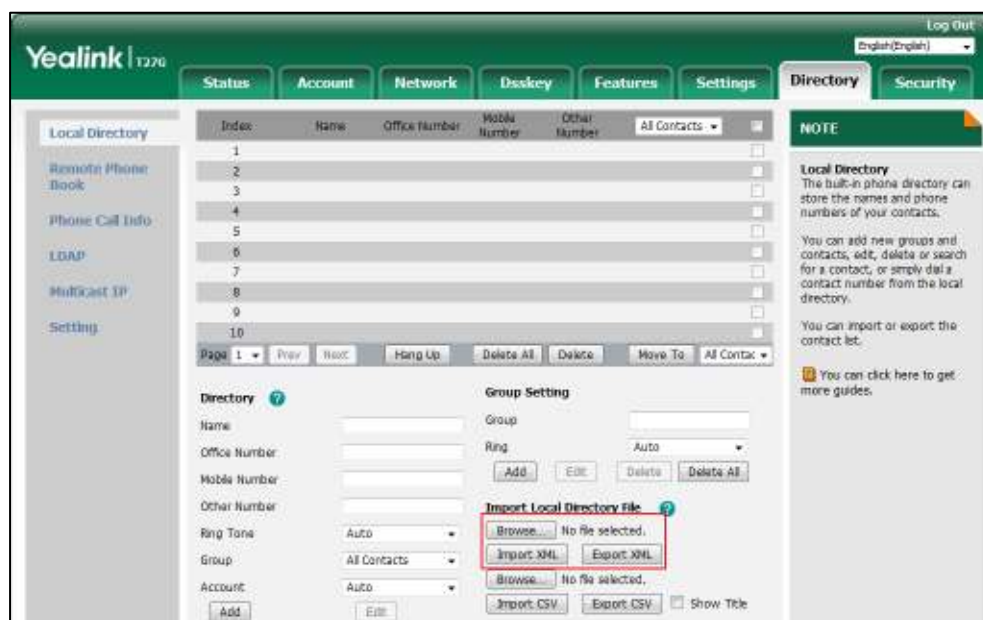 Log Out
Yealink T27G
English(English)
Status Account Network Dsskey Features Settings Directory Security
Local Directory
Remote Phone
Book
Phone Call Info
LDAP
Multicast IP
Setting
Index Name Office Number Mobile Number Other Number All Contacts
1
2
3
4
5
6
7
8
9
10
Page 1 Prev Next Hang Up Delete All Delete Move To All Contac
Directory
Name
Office Number
Mobile Number
Other Number
Ring Tone Auto
Group All Contacts
Account Auto
Add Edit
Group Setting
Group
Ring Auto
Add Edit Delete Delete All
Import Local Directory File
Browse... No file selected.
Import XML Export XML
Browse... No file selected.
Import CSV Export CSV Show Title
NOTE
Local Directory
The built-in phone directory can
store the names and phone
numbers of your contacts.
You can add new groups and
contacts, edit, delete or search
for a contact, or simply dial a
contact number from the local
directory.
You can import or export the
contact list.
You can click here to get
more guides.